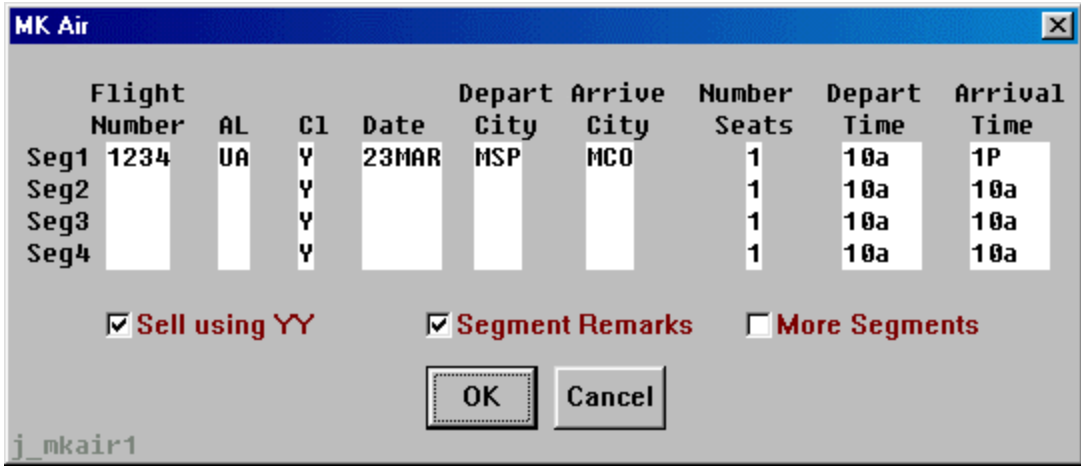 MK Air
Flight Depart Arrive Number Depart Arrival
Number AL Cl Date City City Seats Time Time
Seg1 1234 UA Y 23MAR MSP MCO 1 10a 1P
Seg2 Y 1 10a 10a
Seg3 Y 1 10a 10a
Seg4 Y 1 10a 10a
Sell using YY Segment Remarks More Segments
OK Cancel
j_mkair1